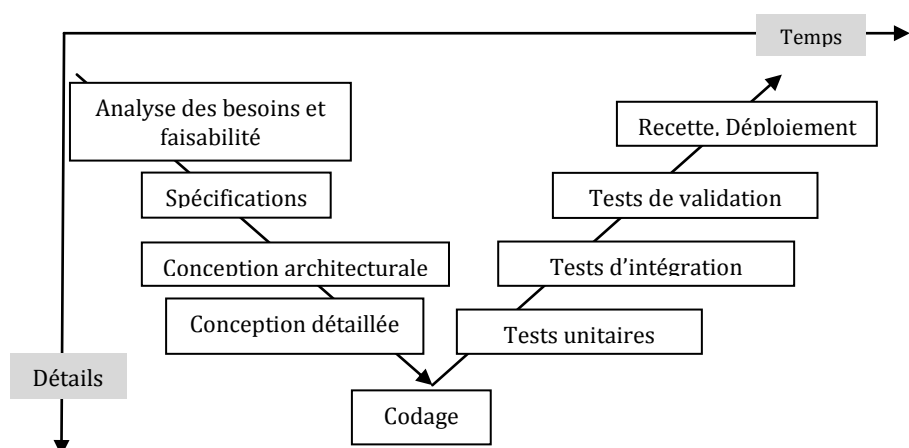 Temps
Analyse des besoins et
faisabilité
Recette. Déploiement
Spécifications
Tests de validation
Conception architecturale
Tests d’intégration
Conception détaillée
Tests unitaires
Détails
Codage